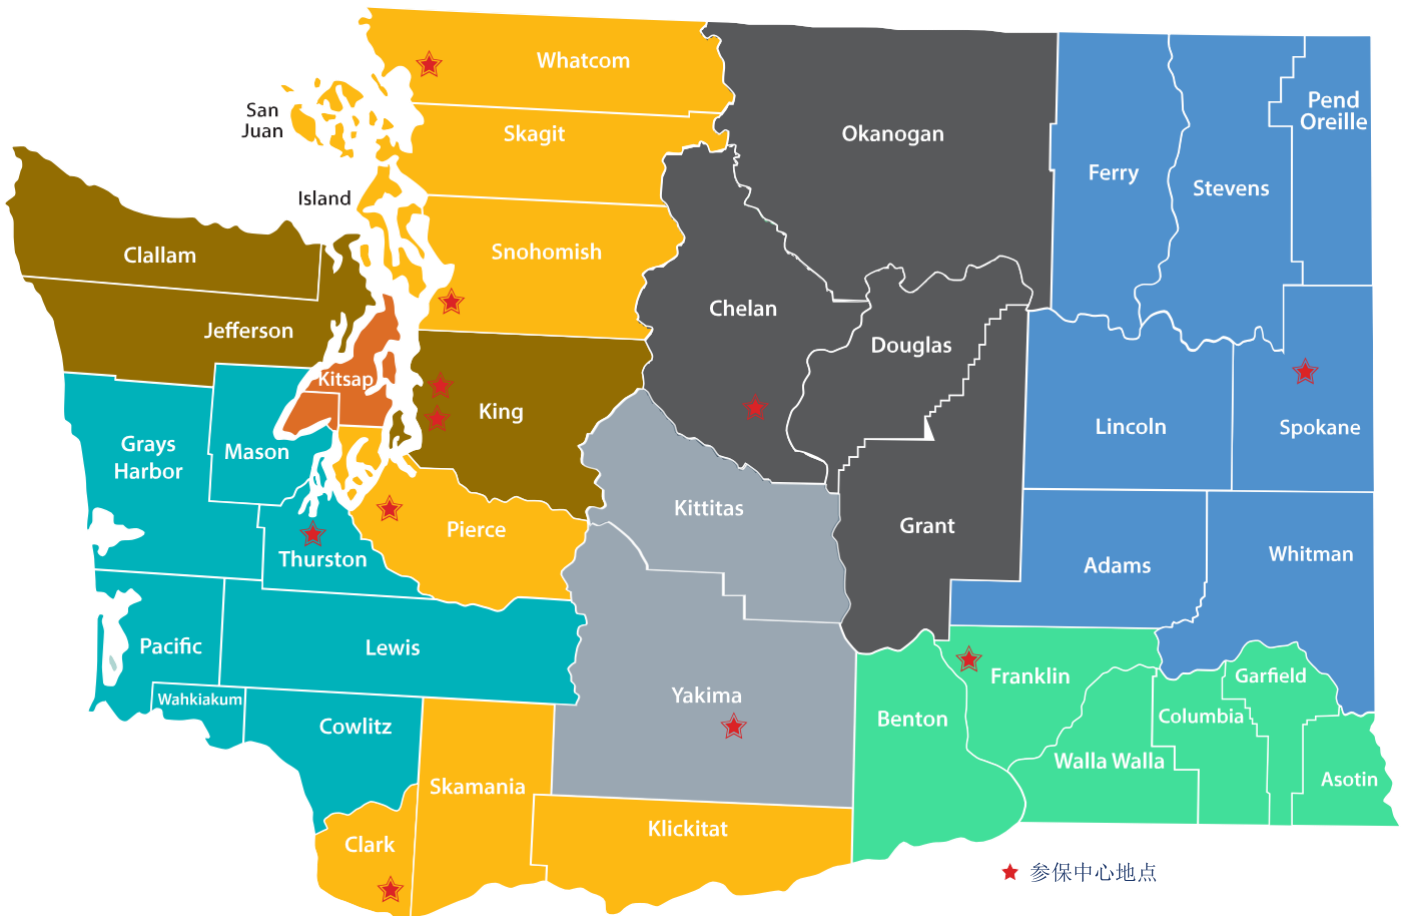 Whatcom
San
Juan
Skagit
Okanogan
Pend
Oreille
Ferry
Stevens
Island
Snohomish
Clallam
Chelan
Jefferson
Douglas
Kitsap
King
Lincoln
Spokane
Grays
Harbor
Mason
Kittitas
Grant
Pierce
Thurston
Adams
Whitman
Pacific
Lewis
Yakima
Franklin
Garfield
Wahkiakum
Cowlitz
Benton
Columbia
Walla Walla
Asotin
Skamania
Klickitat
Clark
参保中心地点